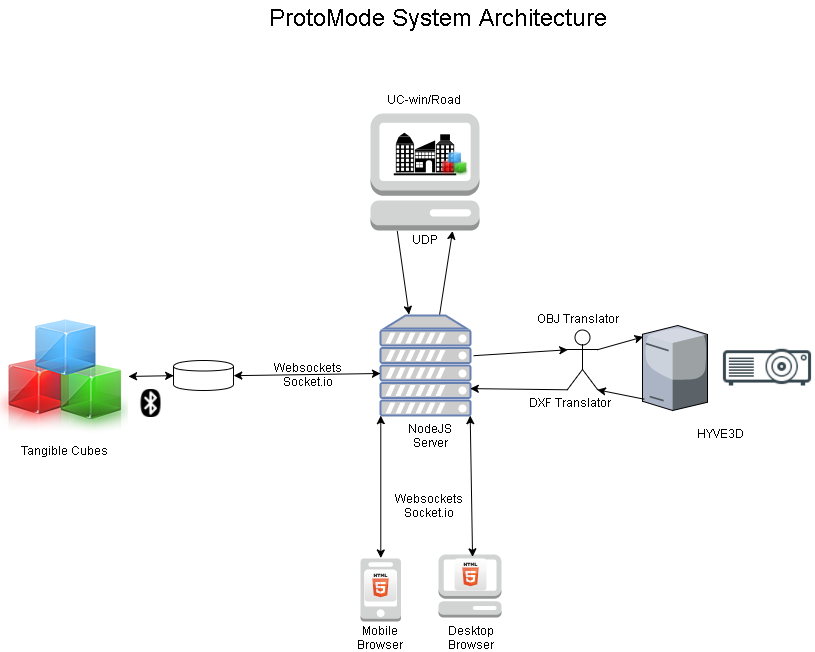 ProtoMode System Architecture
UC-win/Road
UDP
OBJ Translator
Websockets
Socket.io
DXF Translator
NodeJS
Server
HYVE3D
Tangible Cubes
Websockets
Socket.io
HTML
5
HTML
5
Mobile
Browser
Desktop
Browser